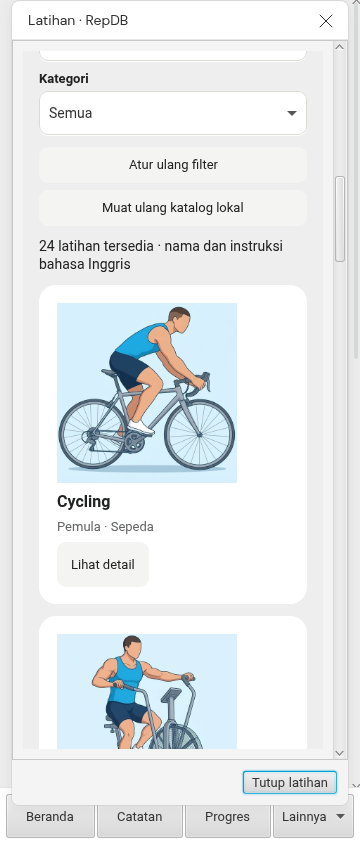 Latihan · RepDB
Kategori
Semua
Atur ulang filter
Muat ulang katalog lokal
24 latihan tersedia · nama dan instruksi
bahasa Inggris
Cycling
Pemula · Sepeda
Lihat detail
Tutup latihan
Beranda
Catatan
Progres
Lainnya